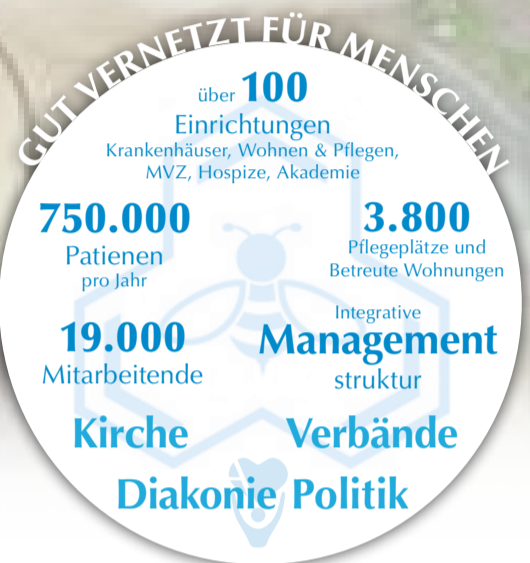 GUT VERNETZT FÜR MENSCHEN
über 100
Einrichtungen
Krankenhäuser, Wohnen & Pflegen,
MVZ, Hospize, Akademie
750.000
Patienen
pro Jahr
3.800
Pflegeplätze und
Betreute Wohnungen
19.000
Mitarbeitende
Integrative
Management
struktur
Kirche
Verbände
Diakonie
Politik